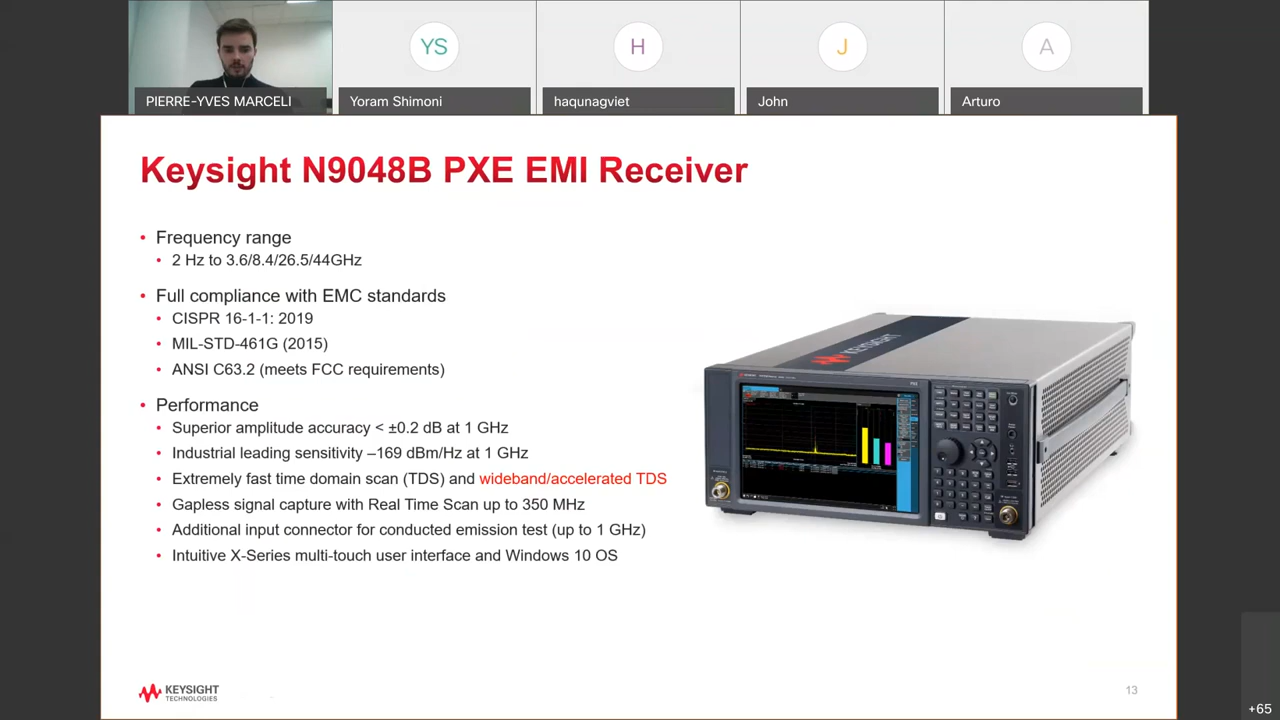 YS
H
J
A
PIERRE-YVES MARCELI
Yoram Shimoni
haqunagviet
John
Arturo
Keysight N9048B PXE EMI Receiver
• Frequency range
• 2 Hz to 3.6/8.4/26.5/44GHz
• Full compliance with EMC standards
• CISPR 16-1-1: 2019
• MIL-STD-461G (2015)
• ANSI C63.2 (meets FCC requirements)
• Performance
• Superior amplitude accuracy < ±0.2 dB at 1 GHz
• Industrial leading sensitivity –169 dBm/Hz at 1 GHz
• Extremely fast time domain scan (TDS) and wideband/accelerated TDS
• Gapless signal capture with Real Time Scan up to 350 MHz
• Additional input connector for conducted emission test (up to 1 GHz)
• Intuitive X-Series multi-touch user interface and Windows 10 OS
KEYSIGHT
KEYSIGHT
TECHNOLOGIES
13
+65